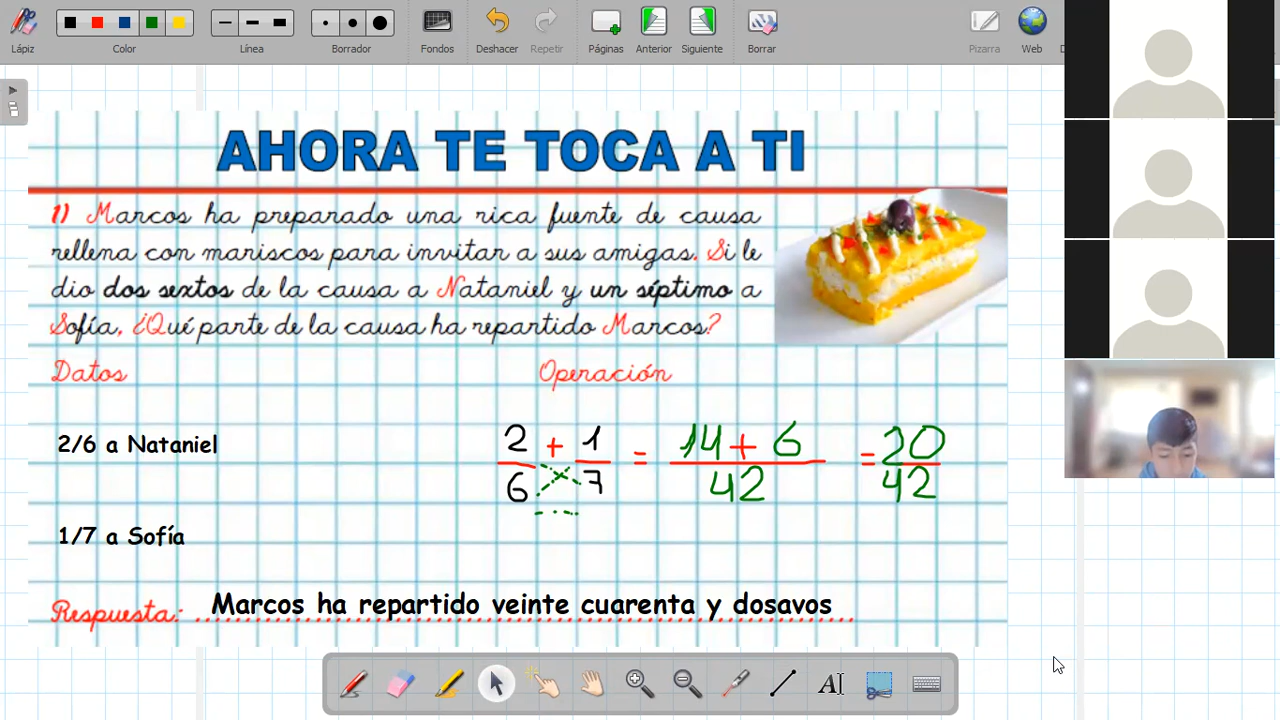 Lápiz Color Línea Borrador Fondos Deshacer Repetir Páginas Anterior Siguiente Borrar Pizarra Web
AHORA TE TOCA A TI
1) Marcos ha preparado una rica fuente de causa
rellena con mariscos para invitar a sus amigas. Si le
dio dos sextos de la causa a Nataniel y un séptimo a
Sofía, ¿Qué parte de la causa ha repartido Marcos?
Datos Operación
2/6 a Nataniel
2/6 + 1/7 = 14 + 6/42 = 20/42
1/7 a Sofía
Respuesta: Marcos ha repartido veinte cuarenta y dosavos